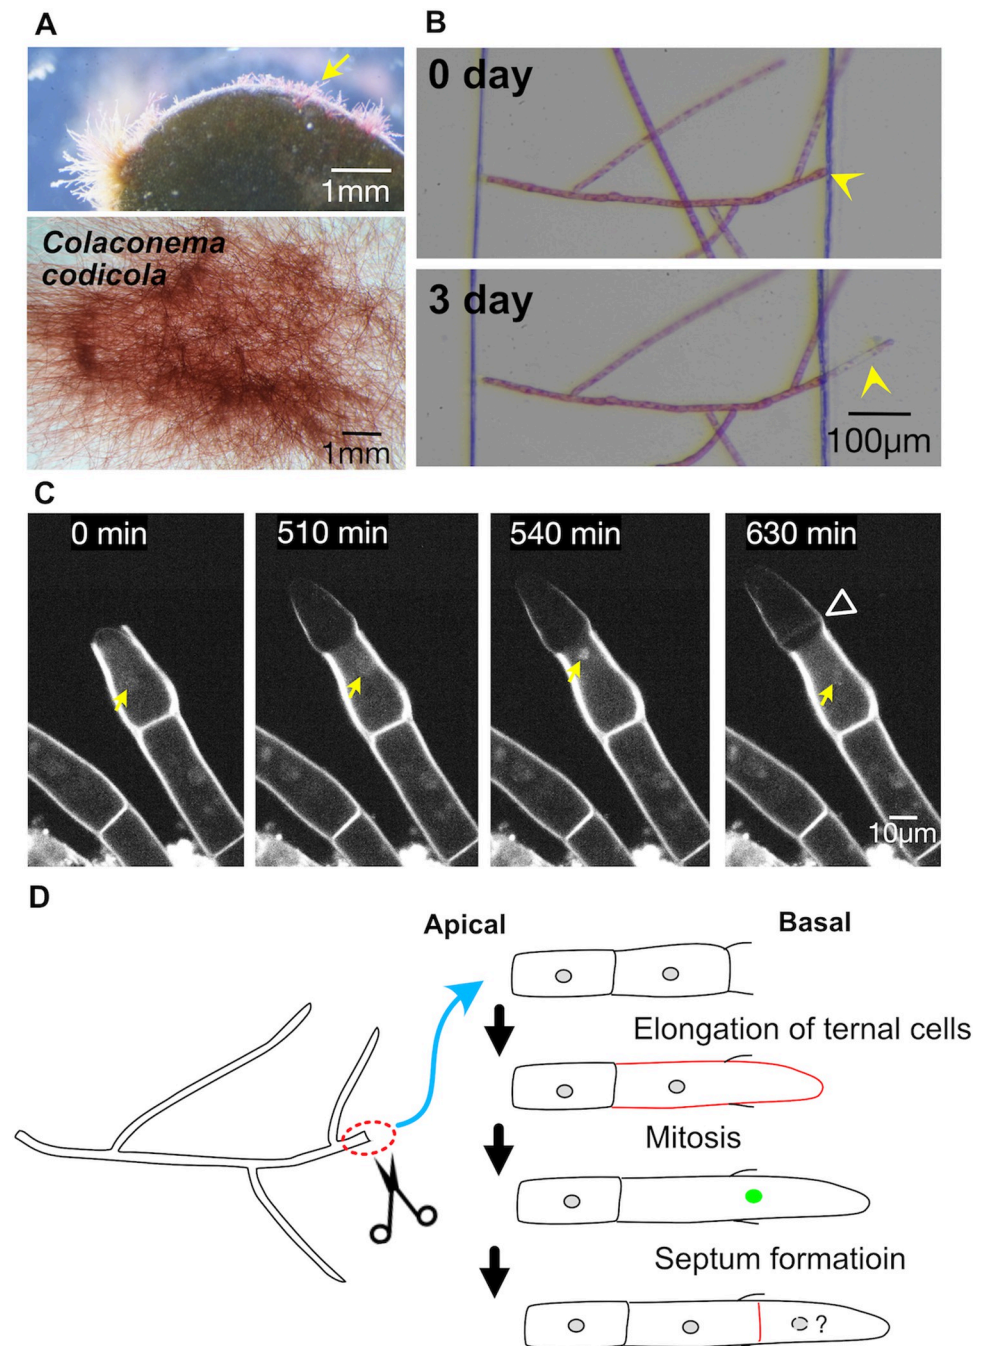 A
1mm
Colaconema
codicola
1mm
B
0 day
3 day
100µm
C
0 min
510 min
540 min
630 min
10µm
D
Apical
Basal
Elongation of ternal cells
Mitosis
Septum formatioin
?